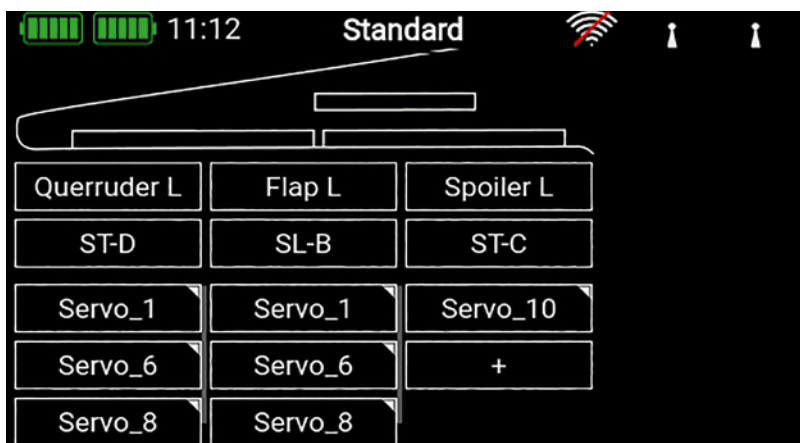 11:12 Standard
Querruder L Flap L Spoiler L
ST-D SL-B ST-C
Servo_1 Servo_1 Servo_10
Servo_6 Servo_6 +
Servo_8 Servo_8